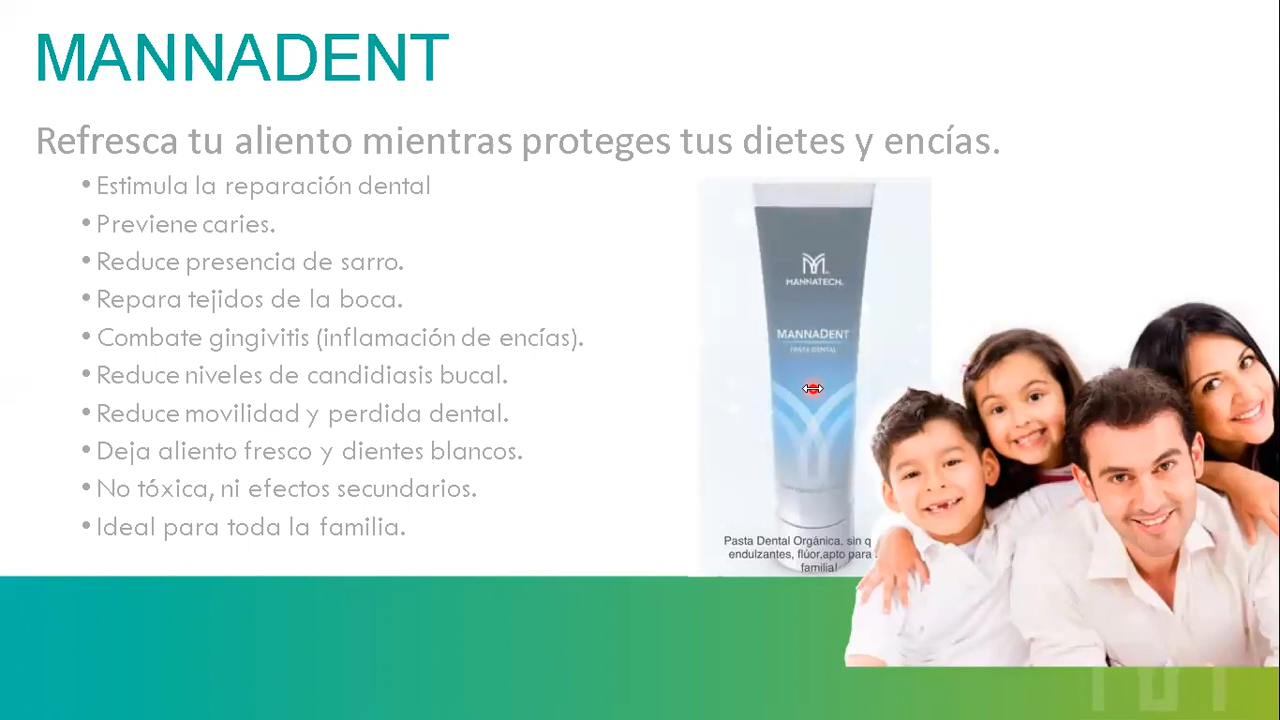 MANNADENT
Refresca tu aliento mientras proteges tus dietes y encías.
• Estimula la reparación dental
• Previene caries.
• Reduce presencia de sarro.
• Repara tejidos de la boca.
• Combate gingivitis (inflamación de encías).
• Reduce niveles de candidiasis bucal.
• Reduce movilidad y perdida dental.
• Deja aliento fresco y dientes blancos.
• No tóxica, ni efectos secundarios.
• Ideal para toda la familia.
MANNATECH.
MANNADENT
PASTA DENTAL
Pasta Dental Orgánica. sin q
endulzantes, flúor,apto para
familia!